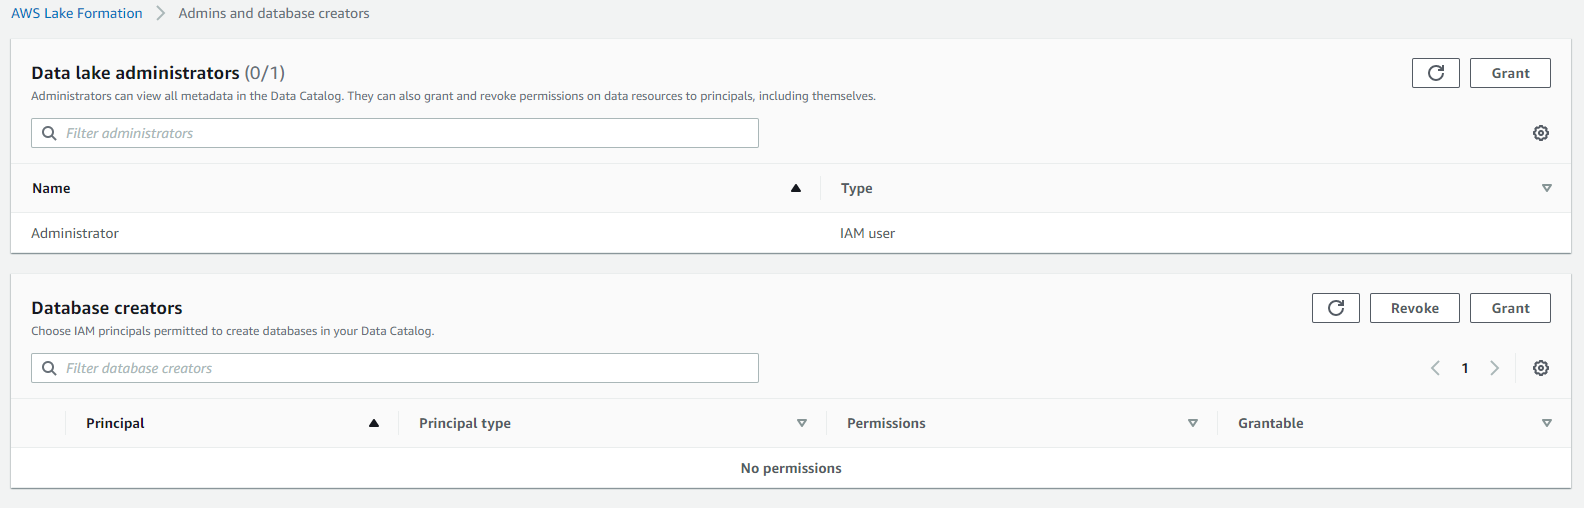 AWS Lake Formation > Admins and database creators
Data lake administrators (0/1)
Grant
Administrators can view all metadata in the Data Catalog. They can also grant and revoke permissions on data resources to principals, including themselves.
Filter administrators
Name Type
Administrator IAM user
Database creators
Revoke Grant
Choose IAM principals permitted to create databases in your Data Catalog.
Filter database creators
1
Principal Principal type Permissions Grantable
No permissions